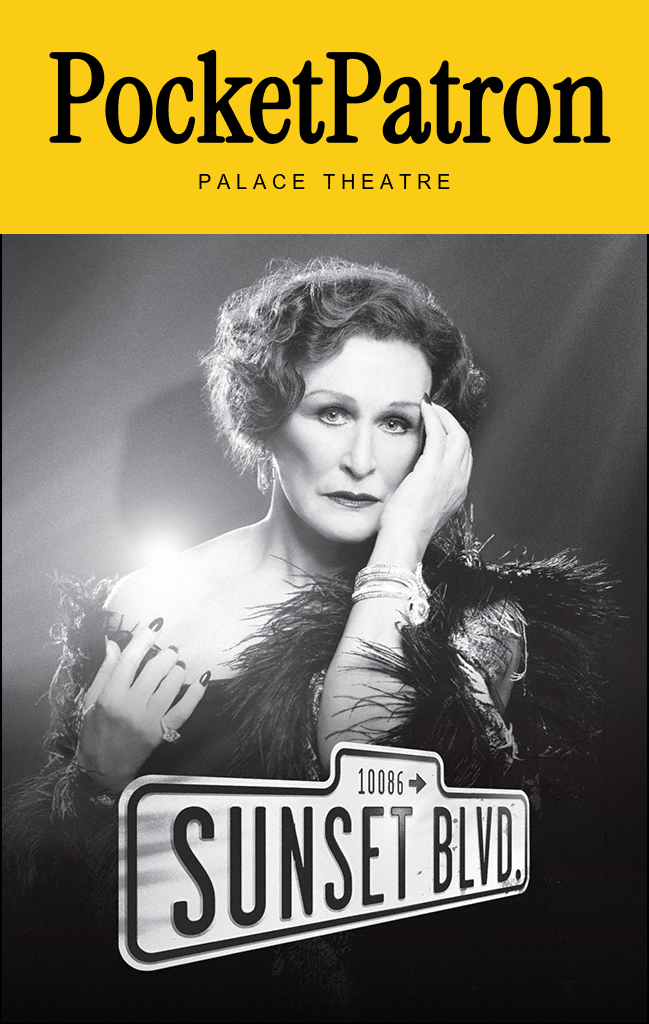 PocketPatron
PALACE THEATRE
10086 →
SUNSET BLVD.